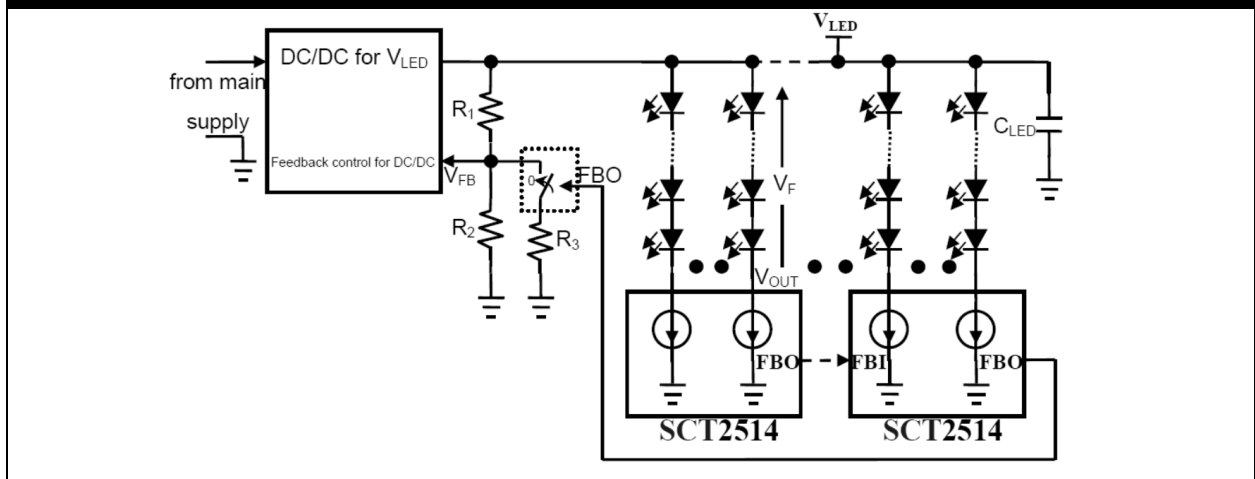 V_LED
DC/DC for V_LED
from main
supply
R_1
Feedback control for DC/DC
V_FB
0
FBO
R_2
R_3
C_LED
V_F
V_OUT
FBO
FBI
FBO
SCT2514
SCT2514